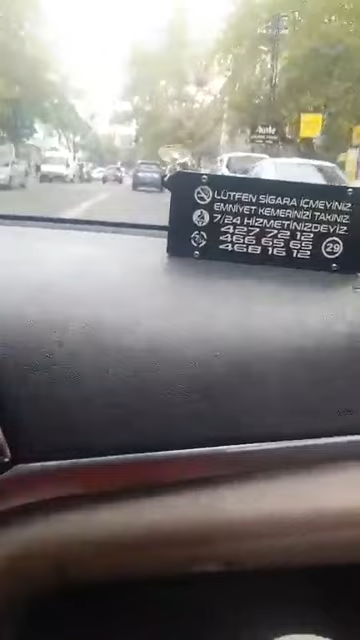 LÜTFEN SİGARA İÇMEYİNİZ
EMNİYET KEMERİNİZİ TAKINIZ
7/24 HİZMETİNİZDEYİZ
427 72 12
466 65 65
468 16 12
29